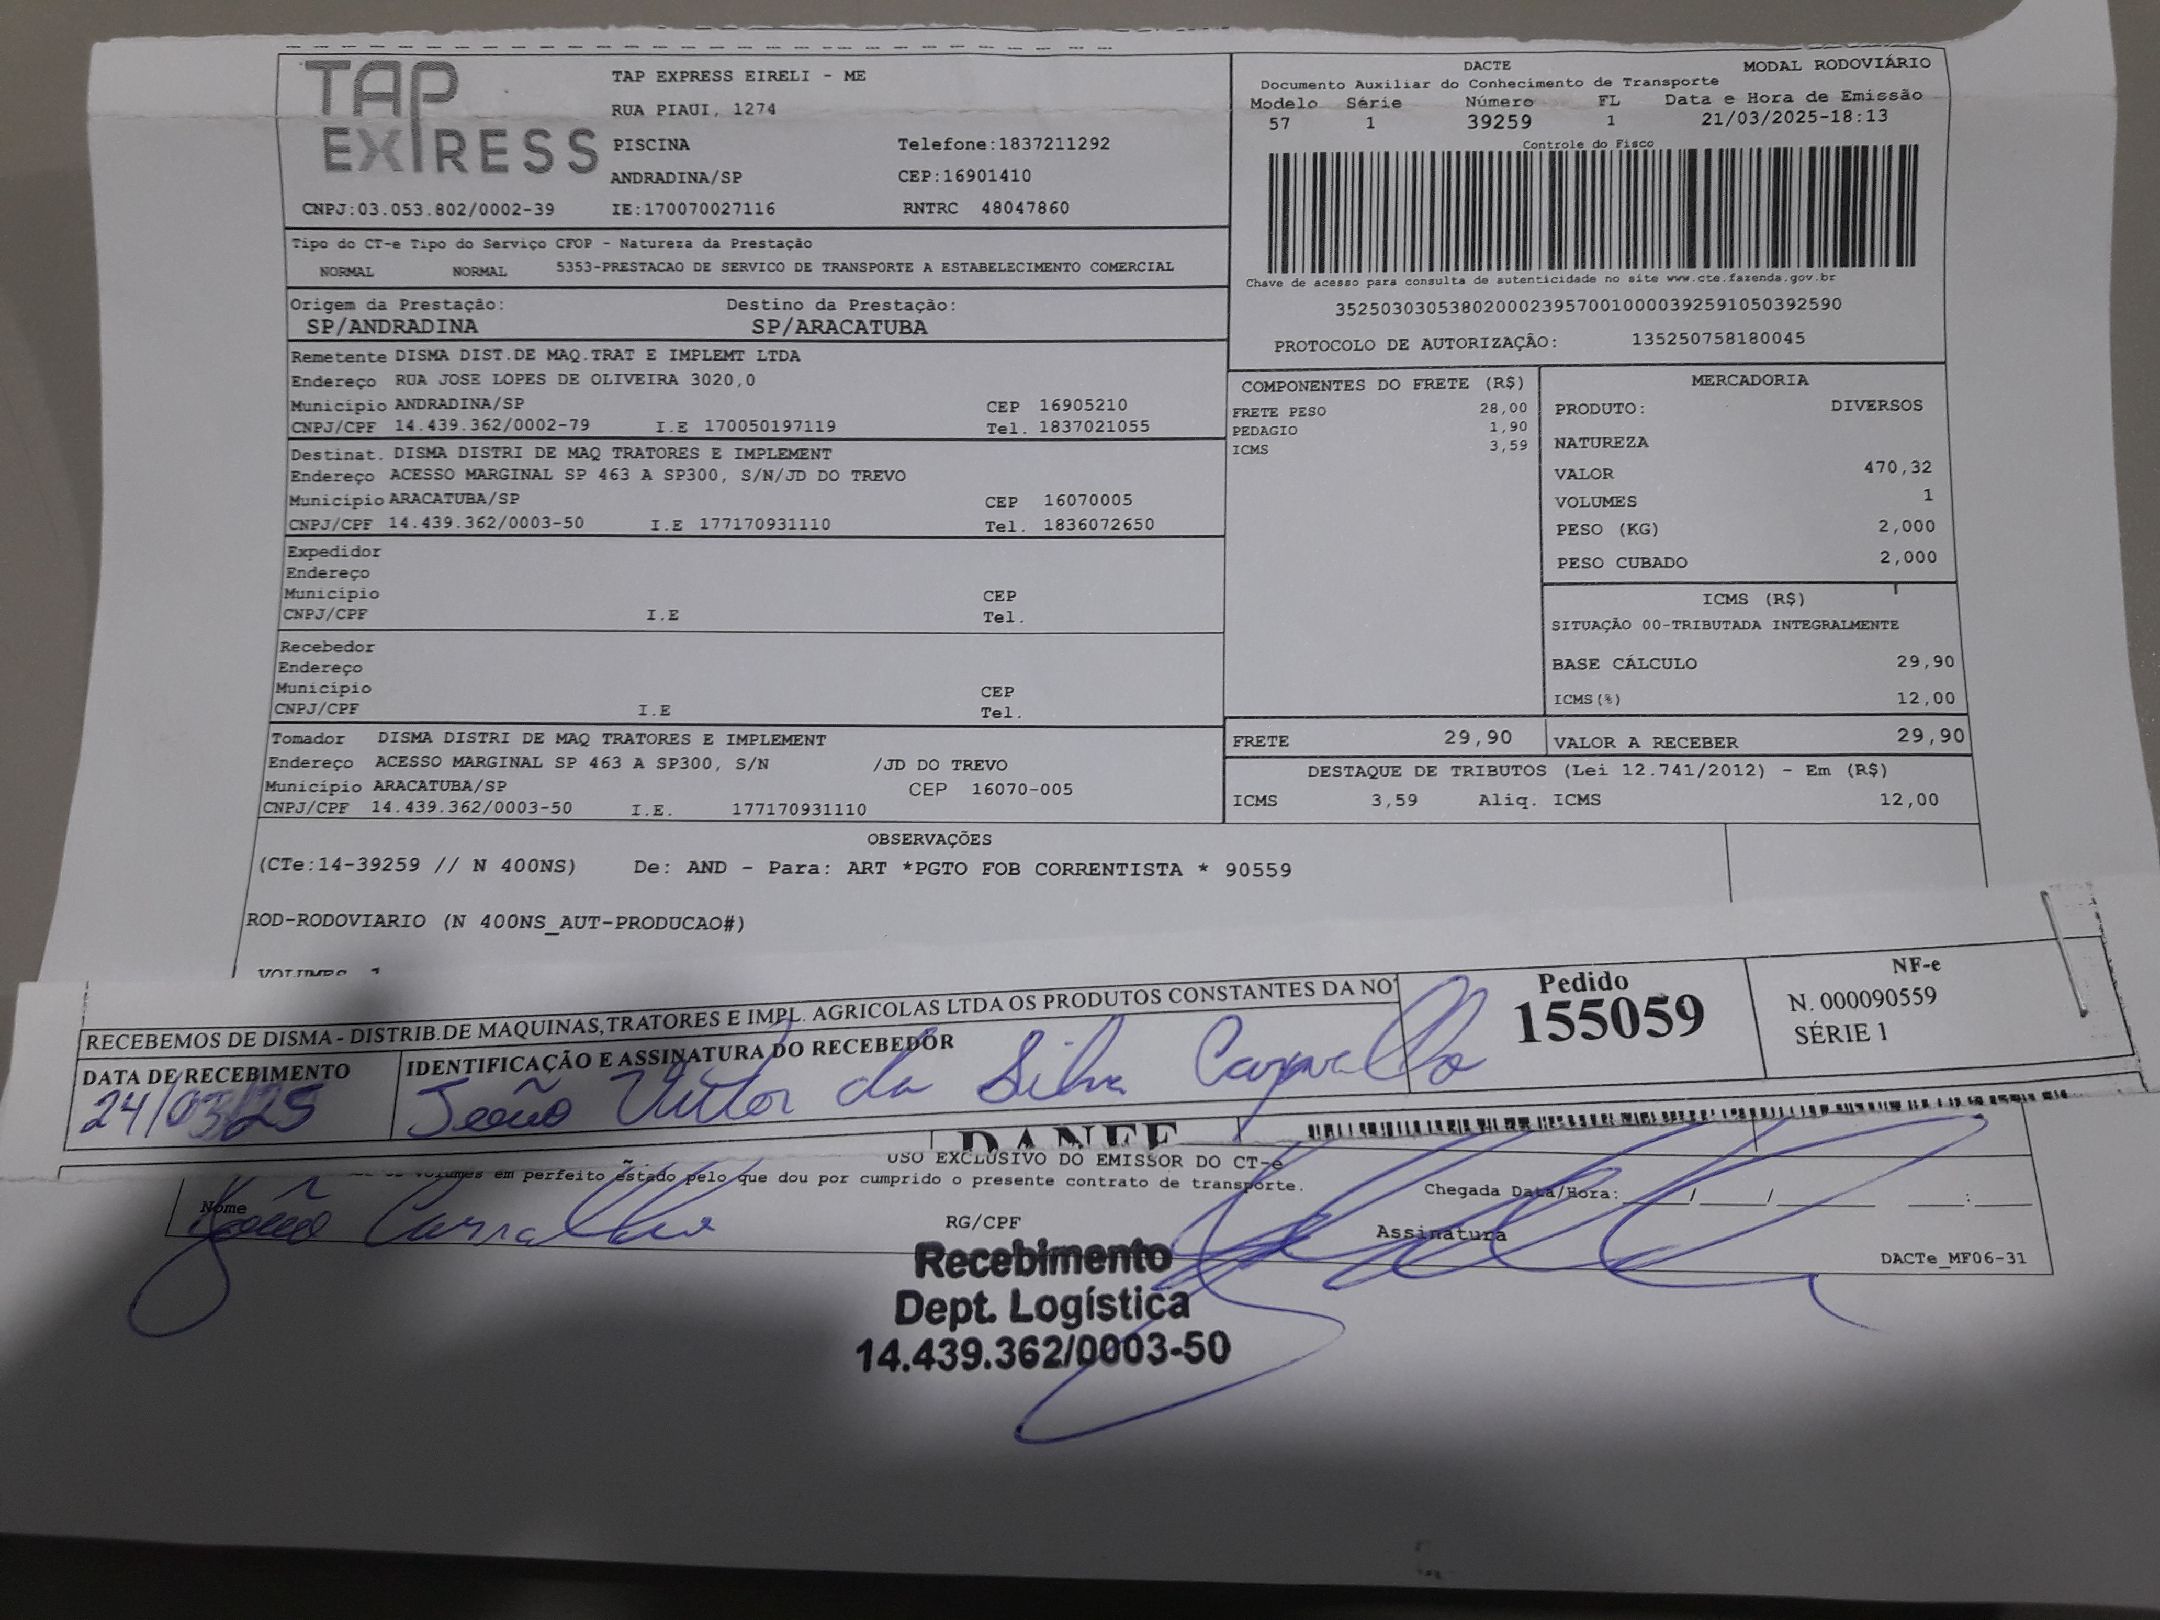 TAP EXPRESS
TAP EXPRESS EIRELI - ME
RUA PIAUI, 1274
PISCINA Telefone:1837211292
ANDRADINA/SP CEP:16901410
CNPJ:03.053.802/0002-39 IE:170070027116 RNTRC 48047860
DACTE MODAL RODOVIÁRIO
Documento Auxiliar do Conhecimento de Transporte
Modelo Série Número FL Data e Hora de Emissão
57 1 39259 1 21/03/2025-18:13
Controle do Fisco
Chave de acesso para consulta de autenticidade no site www.cte.fazenda.gov.br
35250303053802000239570010000392591050392590
PROTOCOLO DE AUTORIZAÇÃO: 135250758180045
Tipo do CT-e Tipo do Serviço CFOP - Natureza da Prestação
NORMAL NORMAL 5353-PRESTACAO DE SERVICO DE TRANSPORTE A ESTABELECIMENTO COMERCIAL
Origem da Prestação: Destino da Prestação:
SP/ANDRADINA SP/ARACATUBA
Remetente DISMA DIST.DE MAQ.TRAT E IMPLEMT LTDA
Endereço RUA JOSE LOPES DE OLIVEIRA 3020,0
Município ANDRADINA/SP CEP 16905210
CNPJ/CPF 14.439.362/0002-79 I.E 170050197119 Tel. 1837021055
Destinat. DISMA DISTRI DE MAQ TRATORES E IMPLEMENT
Endereço ACESSO MARGINAL SP 463 A SP300, S/N/JD DO TREVO
Município ARACATUBA/SP CEP 16070005
CNPJ/CPF 14.439.362/0003-50 I.E 177170931110 Tel. 1836072650
Expedidor
Endereço
Município CEP
CNPJ/CPF I.E Tel.
Recebedor
Endereço
Município CEP
CNPJ/CPF I.E Tel.
Tomador DISMA DISTRI DE MAQ TRATORES E IMPLEMENT
Endereço ACESSO MARGINAL SP 463 A SP300, S/N /JD DO TREVO
Município ARACATUBA/SP CEP 16070-005
CNPJ/CPF 14.439.362/0003-50 I.E. 177170931110
COMPONENTES DO FRETE (R$)
FRETE PESO 28,00
PEDAGIO 1,90
ICMS 3,59
MERCADORIA
PRODUTO: DIVERSOS
NATUREZA
VALOR 470,32
VOLUMES 1
PESO (KG) 2,000
PESO CUBADO 2,000
ICMS (R$)
SITUAÇÃO 00-TRIBUTADA INTEGRALMENTE
BASE CÁLCULO 29,90
ICMS(%) 12,00
FRETE 29,90 VALOR A RECEBER 29,90
DESTAQUE DE TRIBUTOS (Lei 12.741/2012) - Em (R$)
ICMS 3,59 Aliq. ICMS 12,00
OBSERVAÇÕES
(CTe:14-39259 // N 400NS) De: AND - Para: ART *PGTO FOB CORRENTISTA * 90559
ROD-RODOVIARIO (N 400NS_AUT-PRODUCAO#)
VOLUMES 1
RECEBEMOS DE DISMA - DISTRIB.DE MAQUINAS,TRATORES E IMPL. AGRICOLAS LTDA OS PRODUTOS CONSTANTES DA NO
DATA DE RECEBIMENTO IDENTIFICAÇÃO E ASSINATURA DO RECEBEDOR
24/03/25 João Vitor da Silva Carvalho
Pedido
155059
NF-e
N. 000090559
SÉRIE 1
DANFE
USO EXCLUSIVO DO EMISSOR DO CT-e
volumes em perfeito estado pelo que dou por cumprido o presente contrato de transporte.
Chegada Data/Hora: / / :
Nome João Carvalho RG/CPF Assinatura
DACTe_MF06-31
Recebimento
Dept. Logística
14.439.362/0003-50